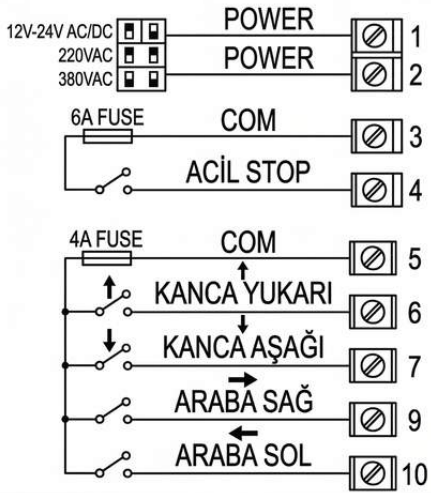 12V-24V AC/DC POWER 1
220VAC POWER
380VAC 2
6A FUSE COM 3
ACİL STOP 4
4A FUSE COM 5
KANCA YUKARI 6
KANCA AŞAĞI 7
ARABA SAĞ 9
ARABA SOL 10